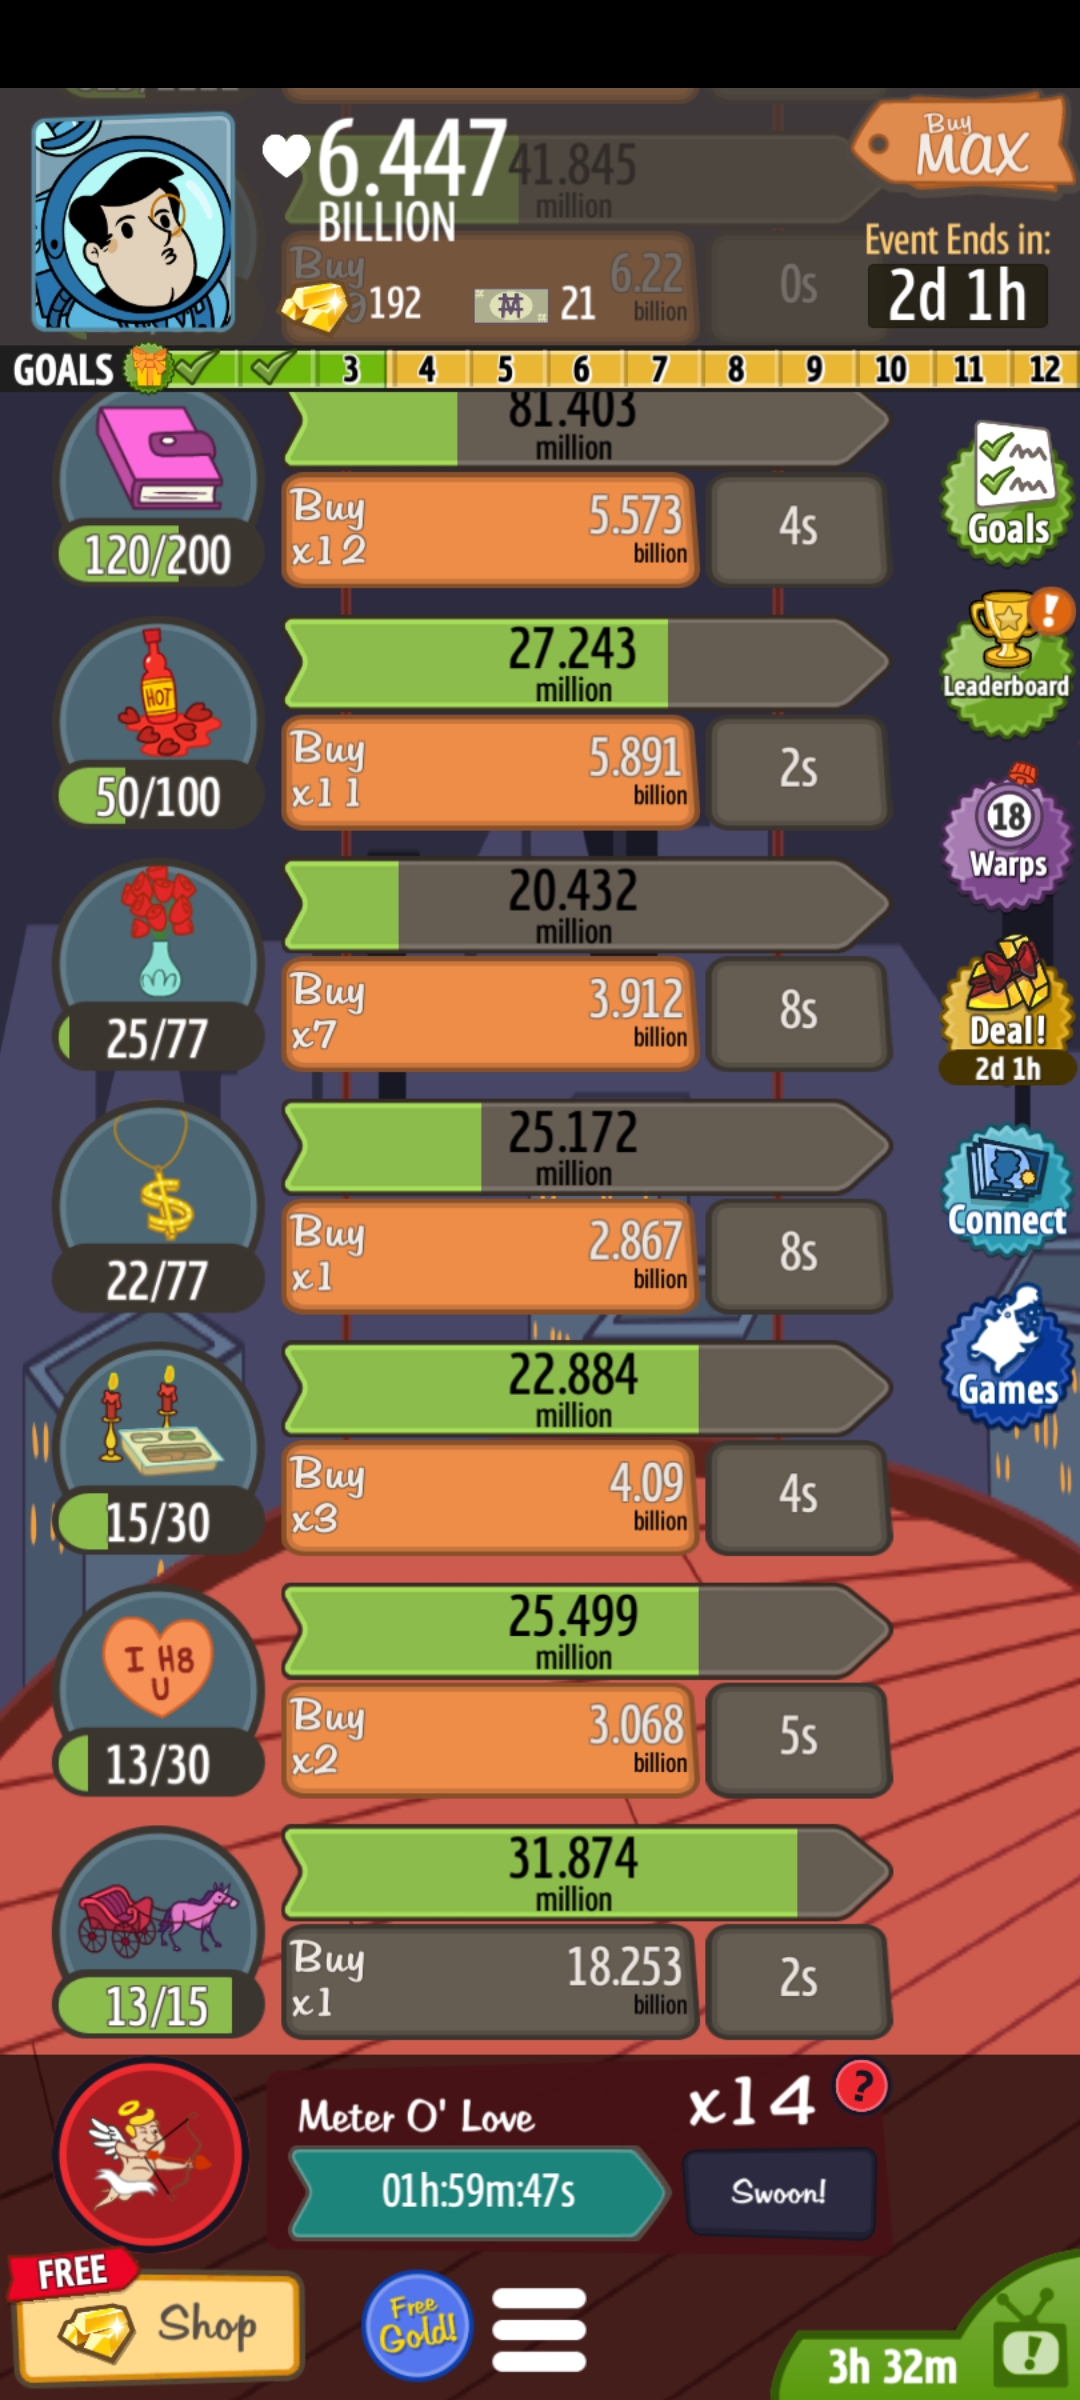 6.447
BILLION
41.845
million
Buy
MAX
Event Ends in:
2d 1h
Buy
6.22
billion
0s
192
21
GOALS
3
4
5
6
7
8
9
10
11
12
81.403
million
Buy
x12
5.573
billion
4s
120/200
Goals
27.243
million
HOT
Buy
x11
5.891
billion
2s
50/100
Leaderboard
!
20.432
million
Buy
x7
3.912
billion
8s
25/77
18
Warps
Deal!
2d 1h
25.172
million
$
Buy
x1
2.867
billion
8s
22/77
Connect
22.884
million
Buy
x3
4.09
billion
4s
15/30
Games
25.499
million
I H8
U
Buy
x2
3.068
billion
5s
13/30
31.874
million
Buy
x1
18.253
billion
2s
13/15
Meter O' Love
x14
?
01h:59m:47s
Swoon!
FREE
Shop
Free
Gold!
3h 32m
!